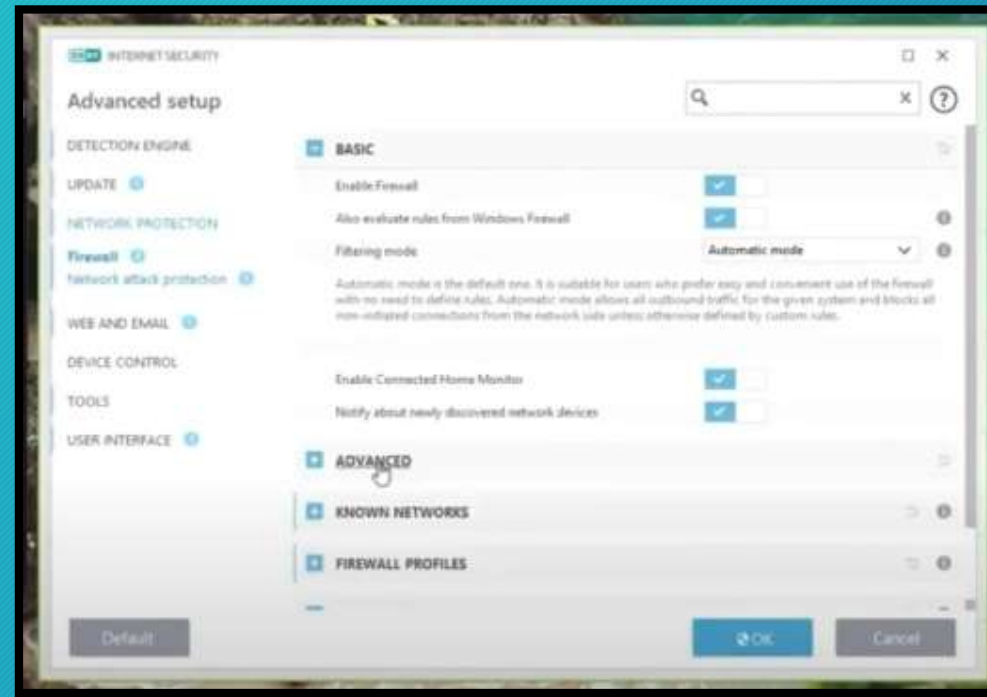 eset INTERNET SECURITY
Advanced setup
DETECTION ENGINE
UPDATE
NETWORK PROTECTION
Firewall
Network attack protection
WEB AND EMAIL
DEVICE CONTROL
TOOLS
USER INTERFACE
BASIC
Enable Firewall
Also evaluate rules from Windows Firewall
Filtering mode
Automatic mode
Automatic mode is the default one. It is suitable for users who prefer easy and convenient use of the firewall
with no need to define rules. Automatic mode allows all outbound traffic for the given system and blocks all
non-initiated connections from the network side unless otherwise defined by custom rules.
Enable Connected Home Monitor
Notify about newly discovered network devices
ADVANCED
KNOWN NETWORKS
FIREWALL PROFILES
Default
OK
Cancel